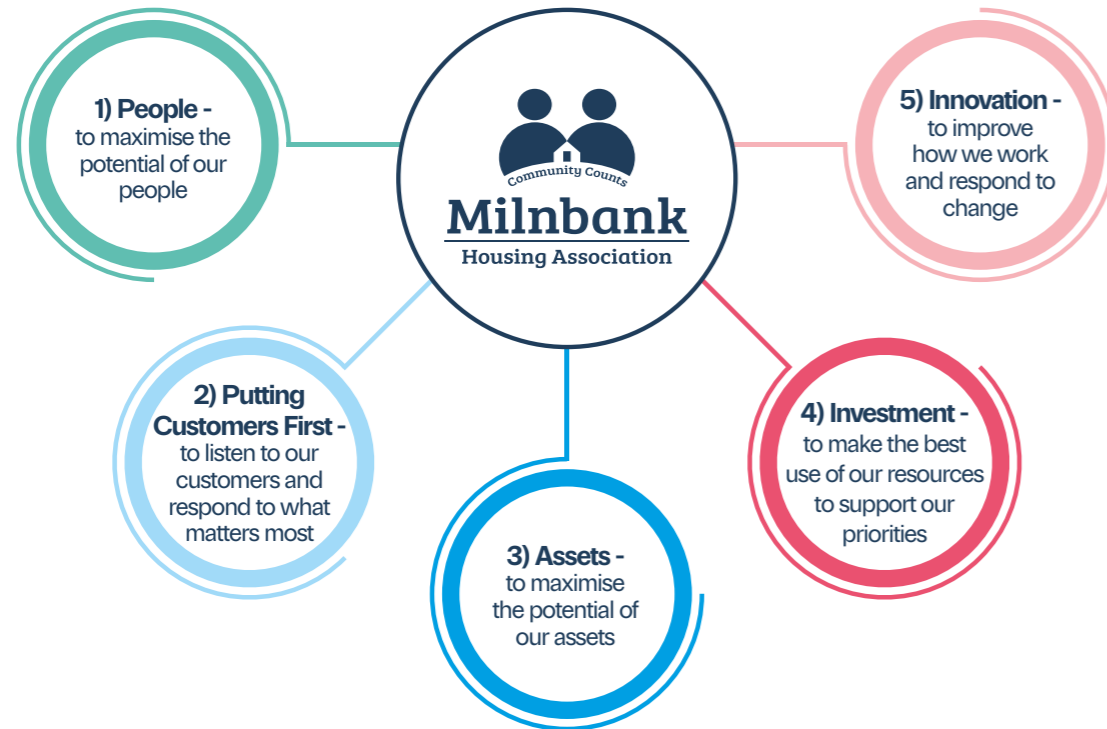 1) People -
to maximise the
potential of our
people
Community Counts
Milnbank
Housing Association
5) Innovation -
to improve
how we work
and respond to
change
2) Putting
Customers First -
to listen to our
customers and
respond to what
matters most
3) Assets -
to maximise
the potential of
our assets
4) Investment -
to make the best
use of our resources
to support our
priorities